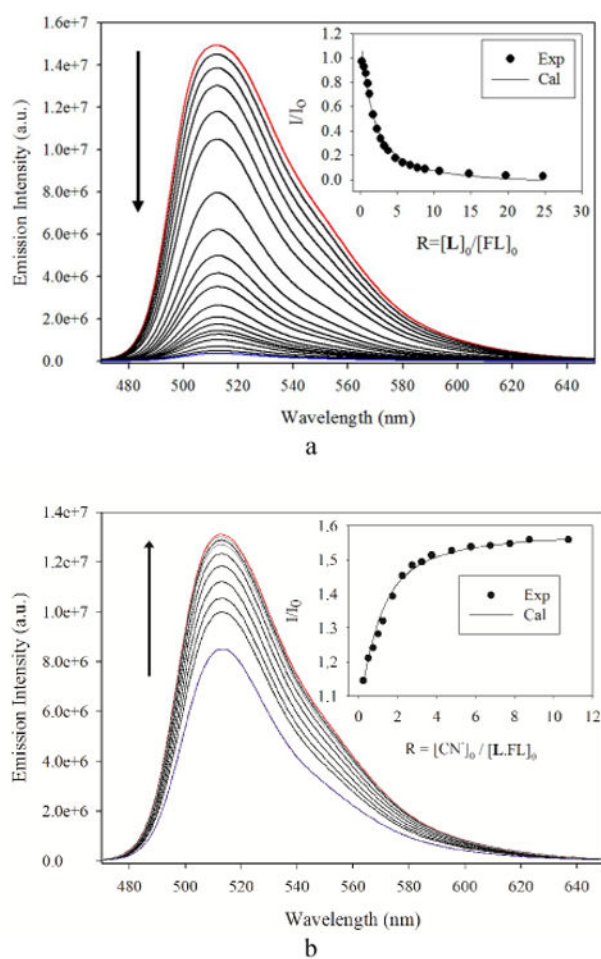 1.6e+7
1.4e+7
1.2e+7
1.0e+7
8.0e+6
6.0e+6
4.0e+6
2.0e+6
0.0
Emission Intensity (a.u.)
480 500 520 540 560 580 600 620 640
Wavelength (nm)
1.2
1.0
0.8
0.6
0.4
0.2
0.0
I/I₀
Exp
Cal
0 5 10 15 20 25 30
R=[L]₀/[FL]₀
a
1.4e+7
1.2e+7
1.0e+7
8.0e+6
6.0e+6
4.0e+6
2.0e+6
0.0
Emission Intensity (a.u.)
480 500 520 540 560 580 600 620 640
Wavelength (nm)
1,6
1,5
1,4
1,3
1,2
1,1
I/I₀
Exp
Cal
0 2 4 6 8 10 12
R = [CN⁻]₀ / [L.FL]₀
b